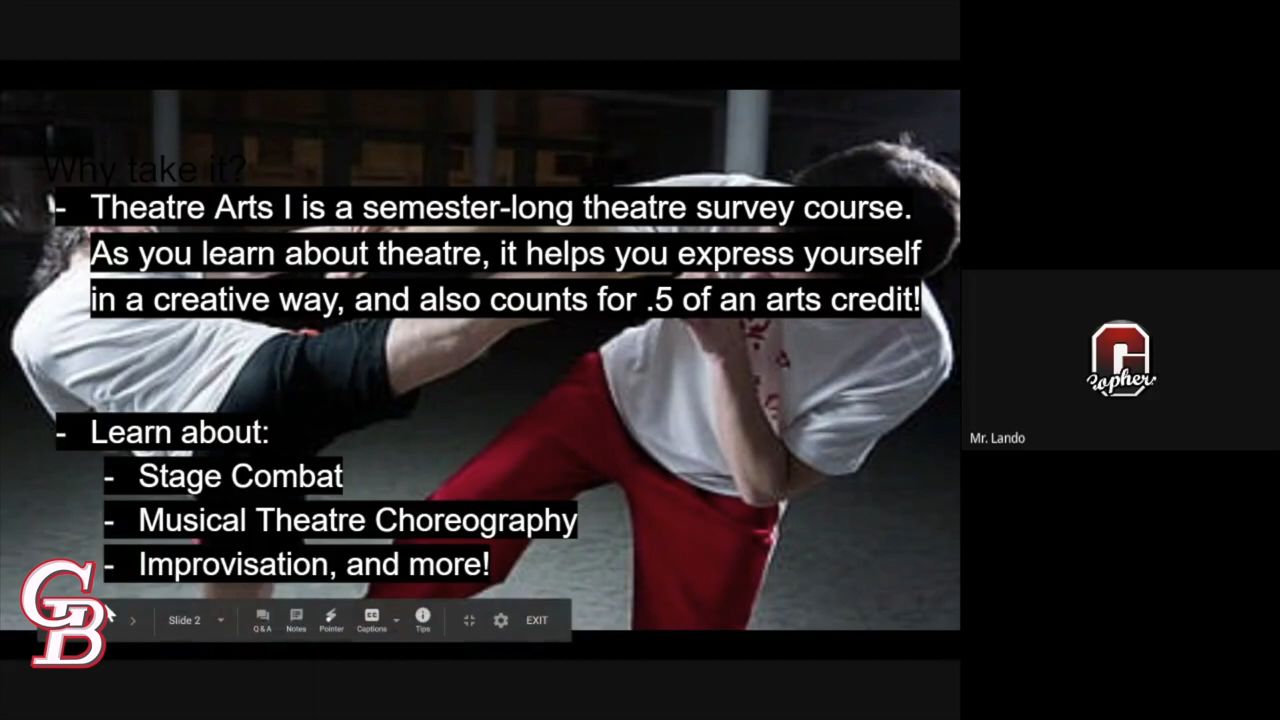 Why take it?
- Theatre Arts I is a semester-long theatre survey course.
As you learn about theatre, it helps you express yourself
in a creative way, and also counts for .5 of an arts credit!
- Learn about:
- Stage Combat
- Musical Theatre Choreography
- Improvisation, and more!
GB
Slide 2
Q & A
Notes
Pointer
CC
Captions
Tips
EXIT
G
Gophers
Mr. Lando